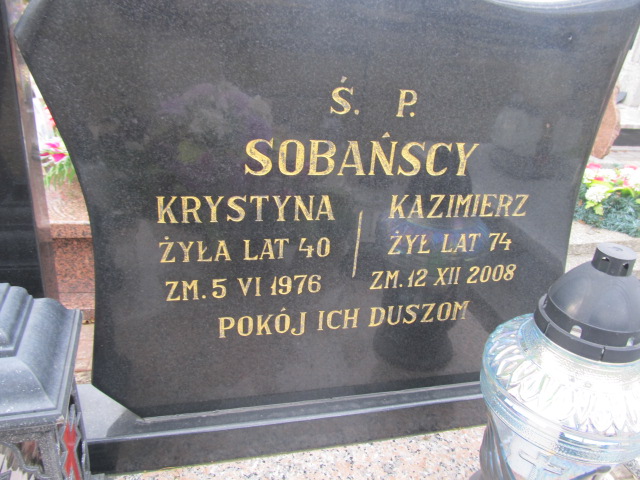 Ś. P.
SOBAŃSCY
KRYSTYNA
ŻYŁA LAT 40
ZM. 5 VI 1976
KAZIMIERZ
ŻYŁ LAT 74
ZM. 12 XII 2008
POKÓJ ICH DUSZOM